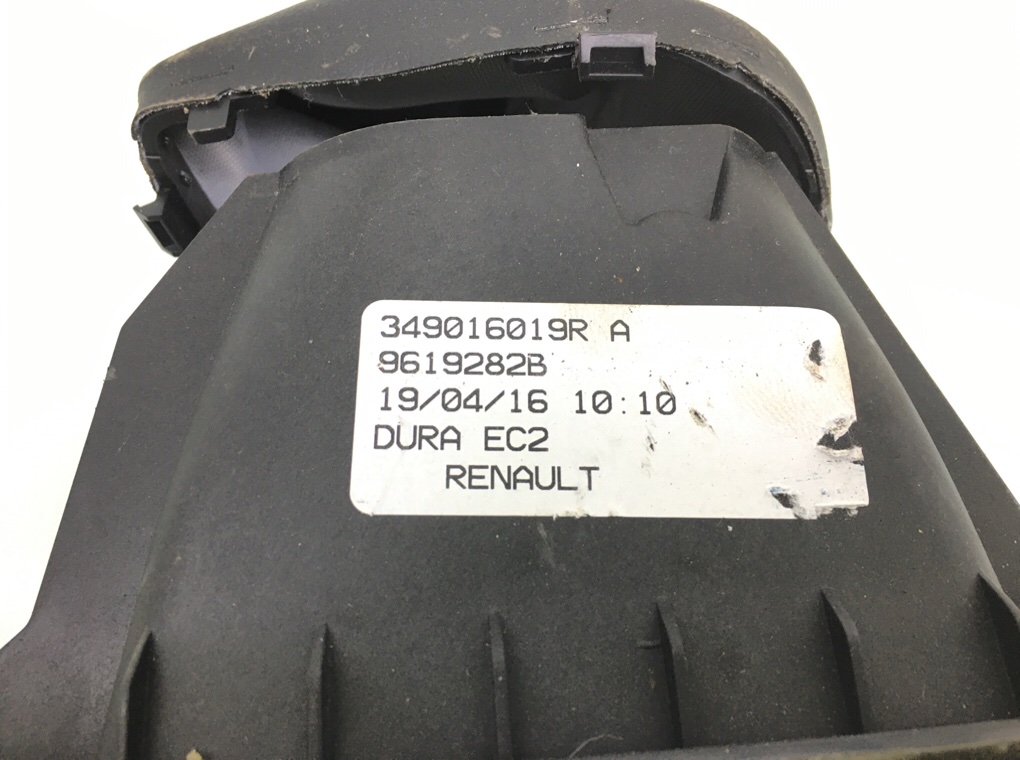 349016019R A
9619282B
19/04/16 10:10
DURA EC2
RENAULT